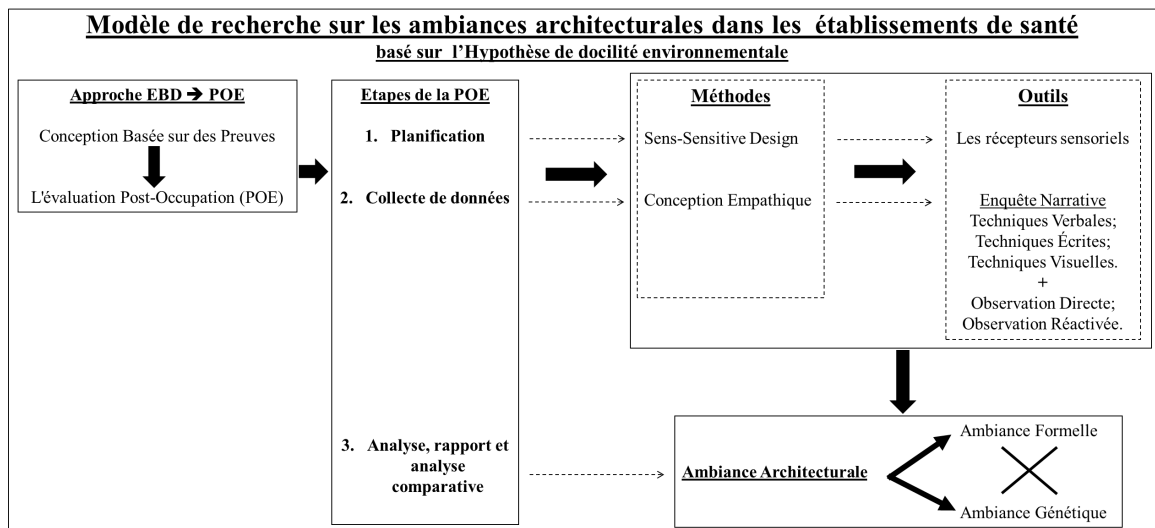 Modèle de recherche sur les ambiances architecturales dans les établissements de santé
basé sur l'Hypothèse de docilité environnementale
Approche EBD ➔ POE
Conception Basée sur des Preuves
L'évaluation Post-Occupation (POE)
Etapes de la POE
1. Planification
2. Collecte de données
3. Analyse, rapport et
analyse
comparative
Méthodes
Sens-Sensitive Design
Conception Empathique
Outils
Les récepteurs sensoriels
Enquête Narrative
Techniques Verbales;
Techniques Écrites;
Techniques Visuelles.
+
Observation Directe;
Observation Réactivée.
Ambiance Architecturale
Ambiance Formelle
Ambiance Génétique